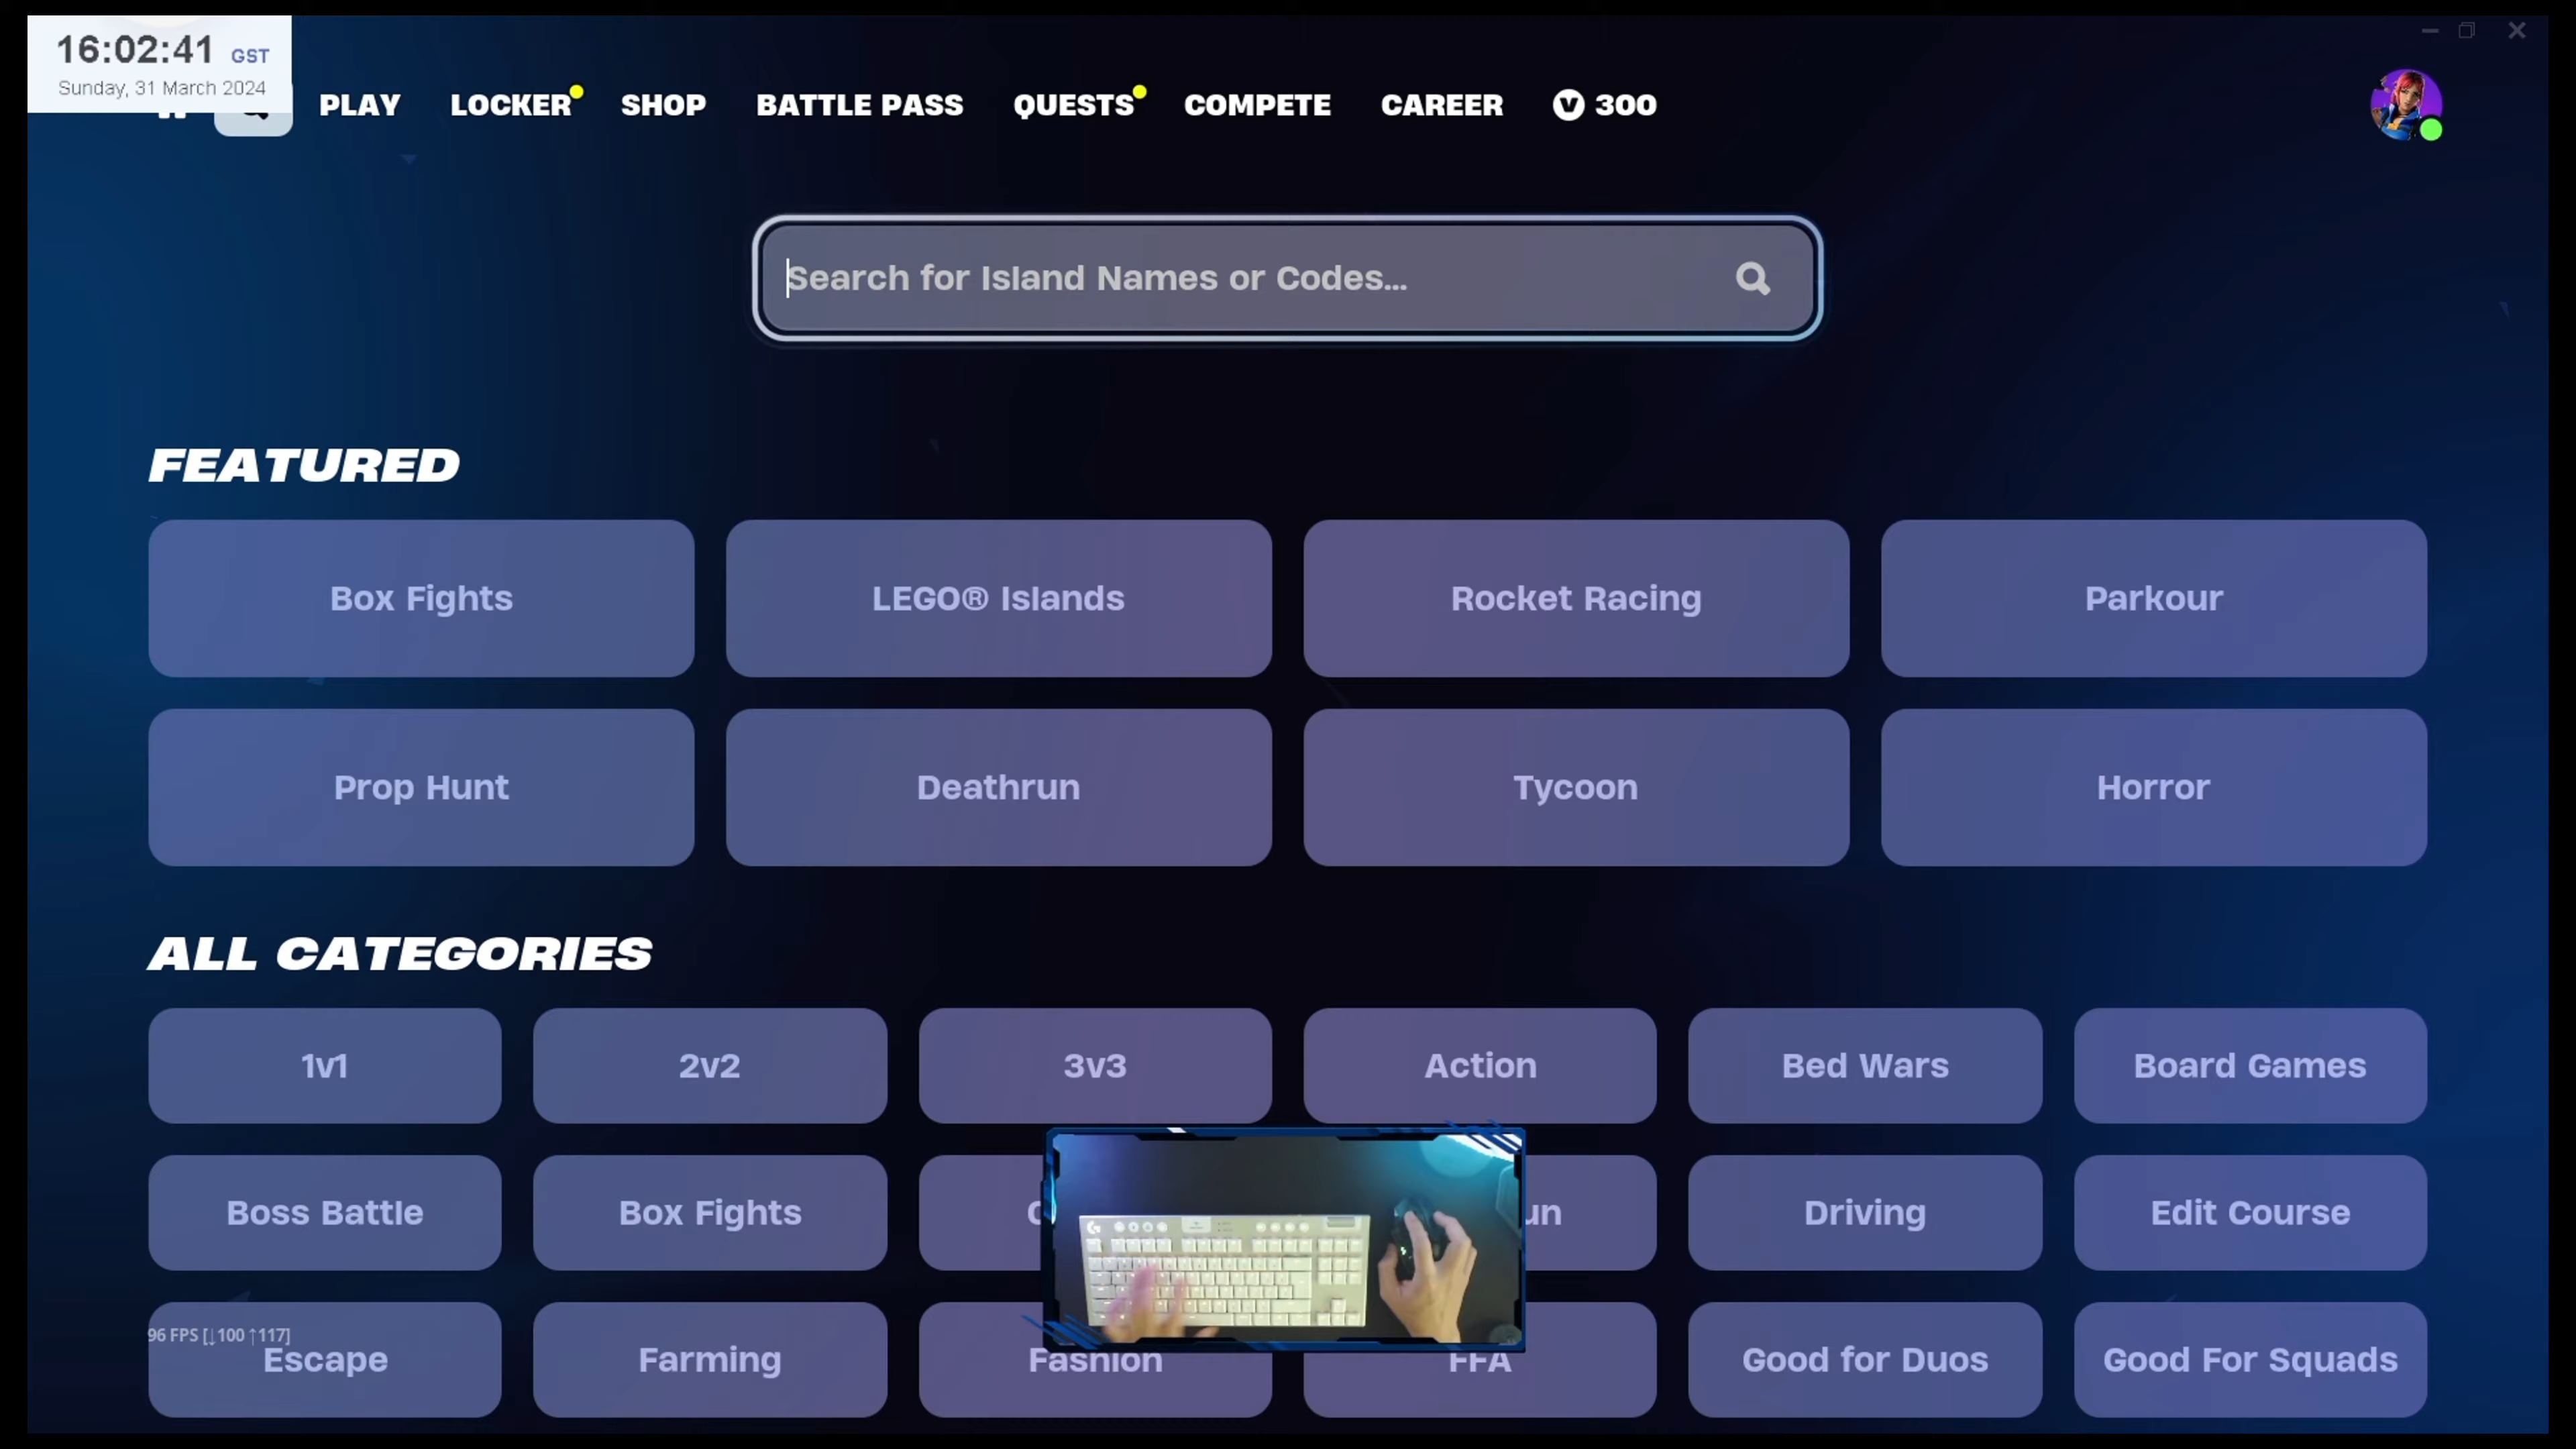 16:02:41 GST
Sunday, 31 March 2024
PLAY LOCKER SHOP BATTLE PASS QUESTS COMPETE CAREER V 300
Search for Island Names or Codes...
FEATURED
Box Fights LEGO® Islands Rocket Racing Parkour
Prop Hunt Deathrun Tycoon Horror
ALL CATEGORIES
1v1 2v2 3v3 Action Bed Wars Board Games
Boss Battle Box Fights Driving Edit Course
96 FPS [↓100 ↑117]
Escape Farming Fashion FFA Good for Duos Good For Squads